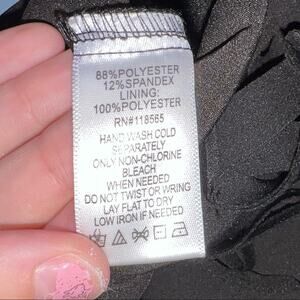 88%POLYESTER
12%SPANDEX
LINING:
100%POLYESTER
RN#118565
HAND WASH COLD
SEPARATELY
ONLY NON-CHLORINE
BLEACH
WHEN NEEDED
DO NOT TWIST OR WRING
LAY FLAT TO DRY
LOW IRON IF NEEDED